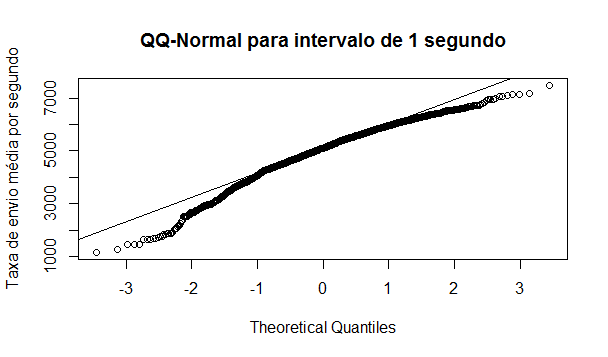 QQ-Normal para intervalo de 1 segundo
Taxa de envio média por segundo
7000
5000
3000
1000
-3 -2 -1 0 1 2 3
Theoretical Quantiles